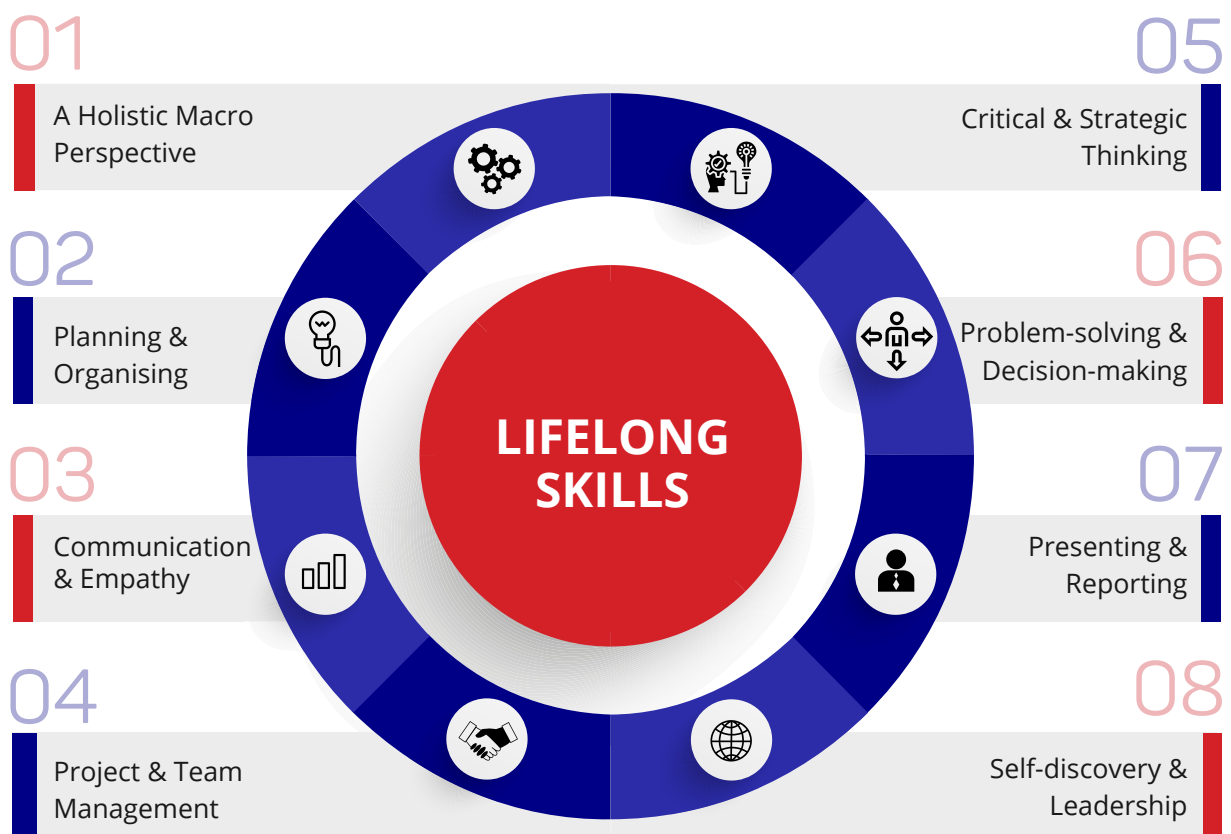 01
A Holistic Macro
Perspective
02
Planning &
Organising
03
Communication
& Empathy
04
Project & Team
Management
LIFELONG
SKILLS
05
Critical & Strategic
Thinking
06
Problem-solving &
Decision-making
07
Presenting &
Reporting
08
Self-discovery &
Leadership